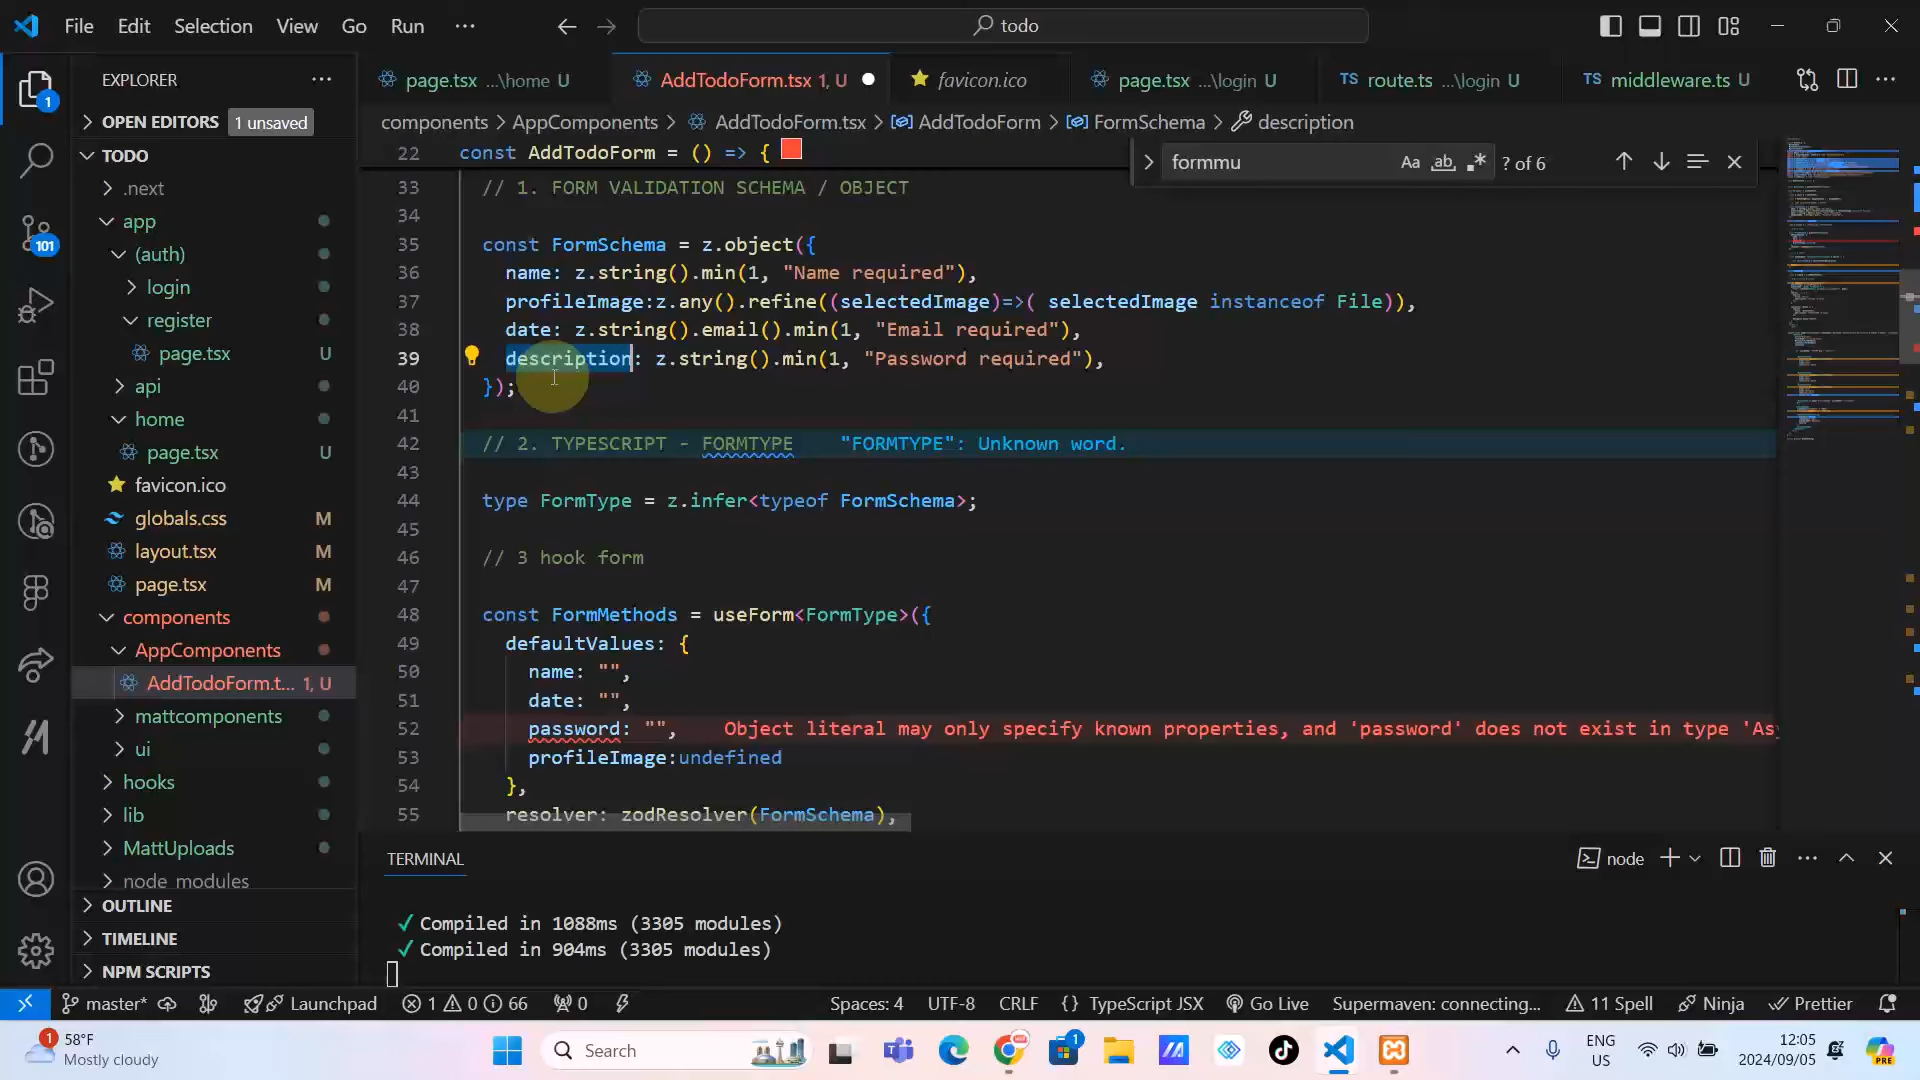 File Edit Selection View Go Run ··· todo
EXPLORER ···
OPEN EDITORS 1 unsaved
TODO
.next
app
(auth)
login
register
page.tsx U
api
home
page.tsx U
favicon.ico
globals.css M
layout.tsx M
page.tsx M
components
AppComponents
AddTodoForm.t... 1, U
mattcomponents
ui
hooks
lib
MattUploads
node_modules
OUTLINE
TIMELINE
NPM SCRIPTS
1
101
page.tsx ...\home U AddTodoForm.tsx 1, U favicon.ico page.tsx ...\login U TS route.ts ...\login U TS middleware.ts U ···
components > AppComponents > AddTodoForm.tsx > AddTodoForm > FormSchema > description
formmu Aa ab ? of 6
22 const AddTodoForm = () => {
33 // 1. FORM VALIDATION SCHEMA / OBJECT
34
35 const FormSchema = z.object({
36 name: z.string().min(1, "Name required"),
37 profileImage:z.any().refine((selectedImage)=>( selectedImage instanceof File)),
38 date: z.string().email().min(1, "Email required"),
39 description: z.string().min(1, "Password required"),
40 });
41
42 // 2. TYPESCRIPT - FORMTYPE "FORMTYPE": Unknown word.
43
44 type FormType = z.infer<typeof FormSchema>;
45
46 // 3 hook form
47
48 const FormMethods = useForm<FormType>({
49 defaultValues: {
50 name: "",
51 date: "",
52 password: "", Object literal may only specify known properties, and 'password' does not exist in type 'As
53 profileImage:undefined
54 },
55 resolver: zodResolver(FormSchema),
TERMINAL node
✓ Compiled in 1088ms (3305 modules)
✓ Compiled in 904ms (3305 modules)
master* Launchpad 1 0 66 0 Spaces: 4 UTF-8 CRLF {} TypeScript JSX Go Live Supermaven: connecting... 11 Spell Ninja Prettier
1 58°F
Mostly cloudy
Search
1
ENG
US
12:05
2024/09/05
PRE